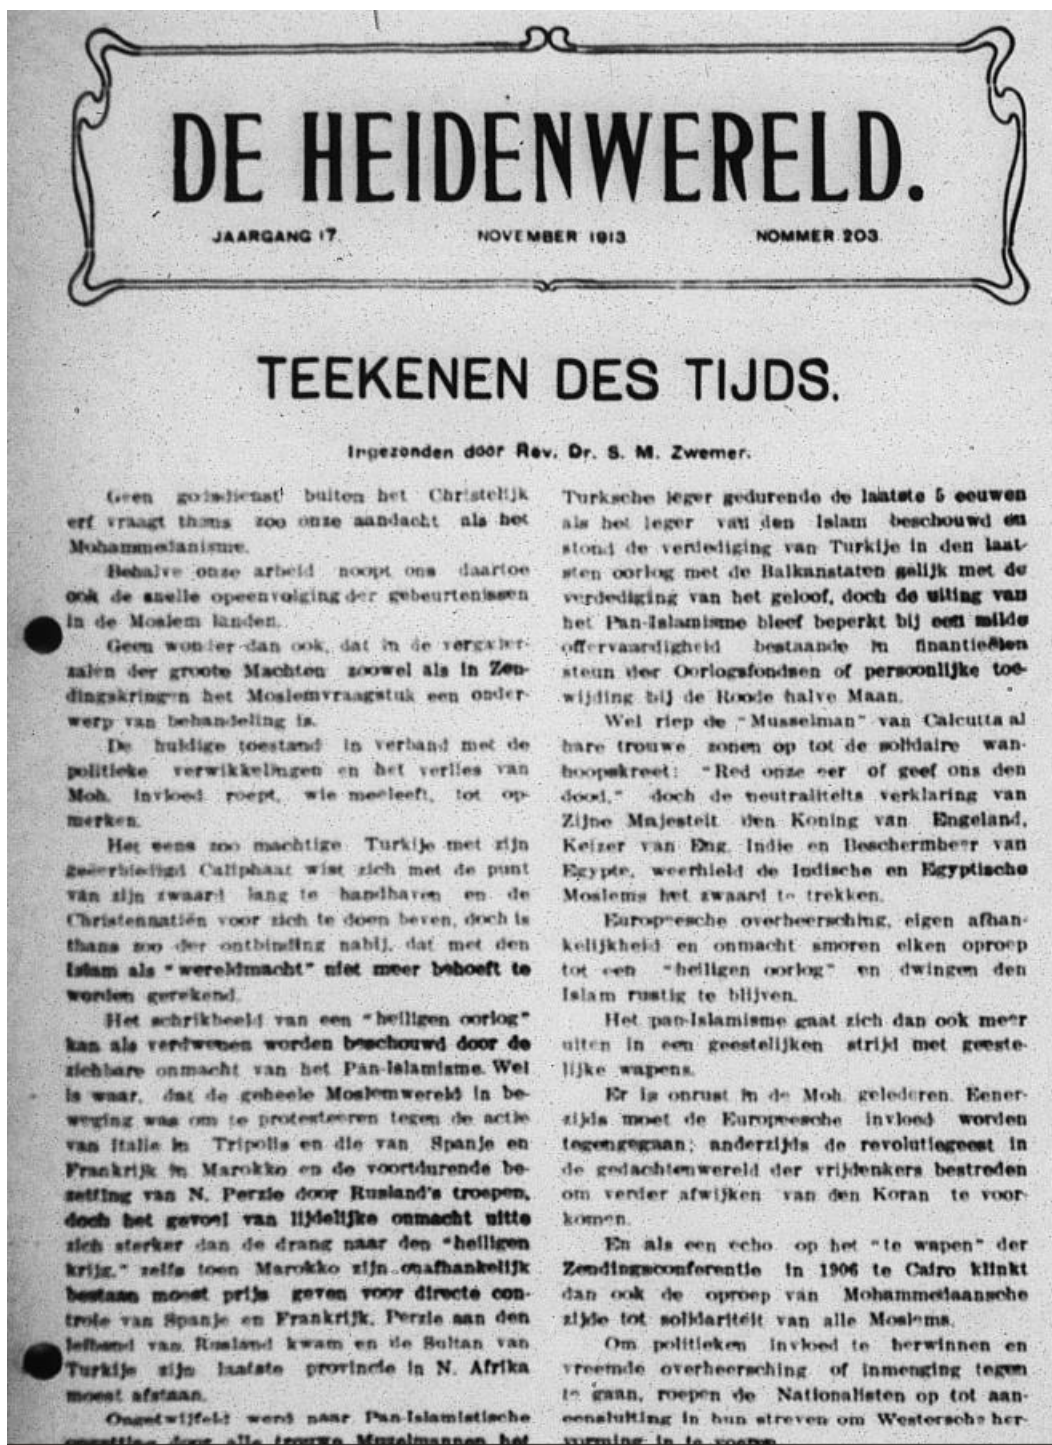 DE HEIDENWERELD.
JAARGANG 17.
NOVEMBER 1913
NOMMER 203.
TEEKENEN DES TIJDS.
Ingezonden door Rev. Dr. S. M. Zwemer.
Geen godsdienst buiten het Christelijk
erf vraagt thans zoo onze aandacht als het
Mohammedanisme.
Behalve onze arbeid noopt ons daartoe
ook de snelle opeenvolging der gebeurtenissen
in de Moslem landen.
Geen wonder dan ook, dat in de vergader-
zalen der groote Machten zoowel als in Zen-
dingskringen het Moslemvraagstuk een onder-
werp van behandeling is.
De huidige toestand in verband met de
politieke verwikkelingen en het verlies van
Moh. invloed roept, wie meeleeft, tot op-
merken.
Het eens zoo machtige Turkije met zijn
geëerbiedigd Caliphaat wist zich met de punt
van zijn zwaard lang te handhaven en de
Christennatiën voor zich te doen beven, doch is
thans zoo der ontbinding nabij, dat met den
Islam als "wereldmacht" niet meer behoeft te
worden gerekend.
Het schrikbeeld van een "heiligen oorlog"
kan als verdwenen worden beschouwd door de
zichbare onmacht van het Pan-Islamisme. Wel
is waar, dat de geheele Moslemwereld in be-
weging was om te protesteeren tegen de actie
van Italie in Tripolis en die van Spanje en
Frankrijk in Marokko en de voortdurende be-
zetting van N. Perzie door Rusland's troepen,
doch het gevoel van lijdelijke onmacht uitte
zich sterker dan de drang naar den "heiligen
krijg," zelfs toen Marokko zijn onafhankelijk
bestaan moest prijs geven voor directe con-
trole van Spanje en Frankrijk, Perzie aan den
leiband van Rusland kwam en de Sultan van
Turkije zijn laatste provincie in N. Afrika
moest afstaan.
Ongetwijfeld werd naar Pan-Islamistische
opzetting door alle trouwe Muzelmannen het
Turksche leger gedurende de laatste 5 eeuwen
als het leger van den Islam beschouwd en
stond de verdediging van Turkije in den laat-
sten oorlog met de Balkanstaten gelijk met de
verdediging van het geloof, doch de uiting van
het Pan-Islamisme bleef beperkt bij een milde
offervaardigheid bestaande in finantieëlen
steun der Oorlogsfondsen of persoonlijke toe-
wijding bij de Roode halve Maan.
Wel riep de "Musselman" van Calcutta al
hare trouwe zonen op tot de solidaire wan-
hoopskreet: "Red onze eer of geef ons den
dood," doch de neutraliteits verklaring van
Zijne Majesteit den Koning van Engeland,
Keizer van Eng. Indie en Beschermheer van
Egypte, weerhield de Indische en Egyptische
Moslems het zwaard te trekken.
Europeesche overheersching, eigen afhan-
kelijkheid en onmacht smoren elken oproep
tot een "heiligen oorlog" en dwingen den
Islam rustig te blijven.
Het pan-Islamisme gaat zich dan ook meer
uiten in een geestelijken strijd met geeste-
lijke wapens.
Er is onrust in de Moh. gelederen. Eener-
zijds moet de Europeesche invloed worden
tegengegaan; anderzijds de revolutiegeest in
de gedachtenwereld der vrijdenkers bestreden
om verder afwijken van den Koran te voor-
komen.
En als een echo op het "te wapen" der
Zendingsconferentie in 1906 te Cairo klinkt
dan ook de oproep van Mohammedaansche
zijde tot solidariteit van alle Moslems.
Om politieken invloed te herwinnen en
vreemde overheersching of inmenging tegen
te gaan, roepen de Nationalisten op tot aan-
eensluiting in hun streven om Westersche her-
vorming in te voeren